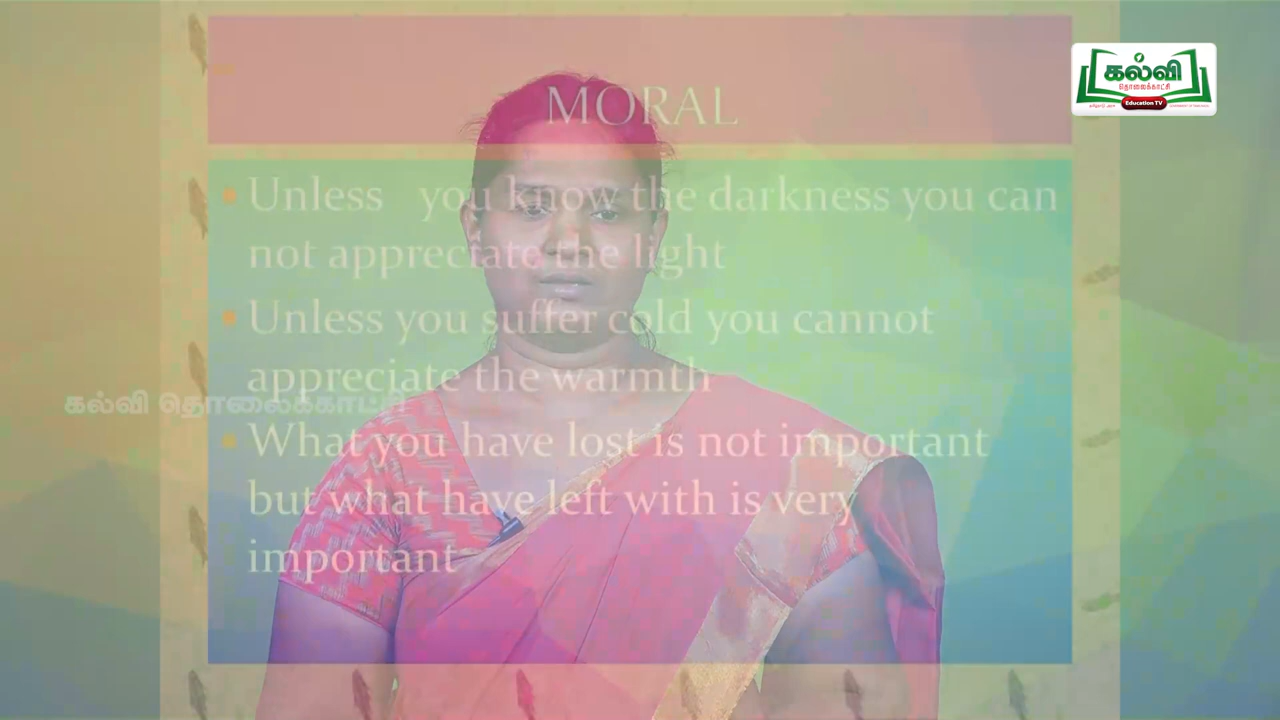 கல்வி
தொலைக்காட்சி
Education TV
MORAL
Unless you know the darkness you can
not appreciate the light
Unless you suffer cold you cannot
appreciate the warmth
கல்வி தொலைக்காட்சி
What you have lost is not important
but what have left with is very
important